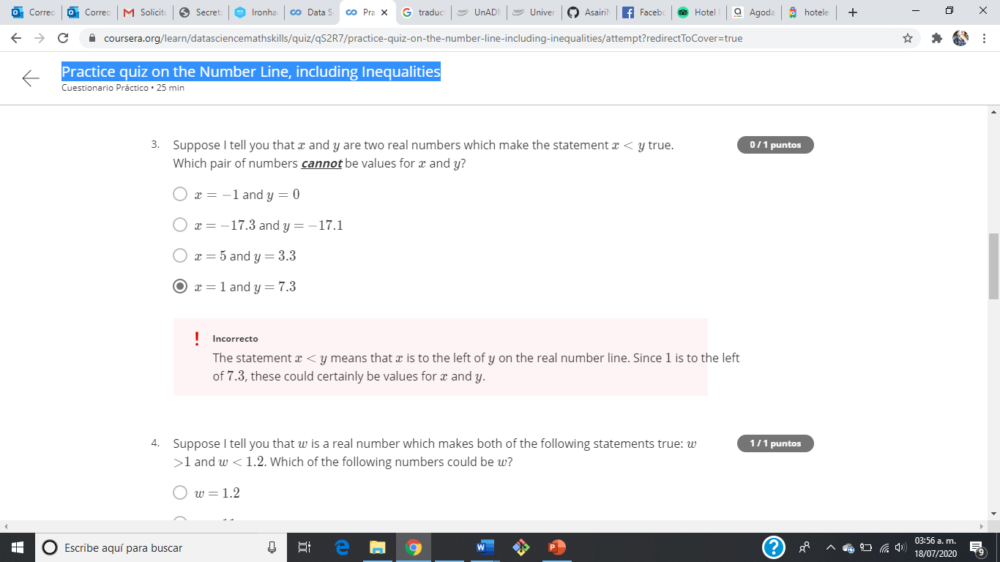 Correo
Correo
Solicitu
Secreta
Ironha
Data S
Pra
traduc
UnADM
Univer
AsairiN
Facebo
Hotel
Agoda
hotele
coursera.org/learn/datasciencemathskills/quiz/qS2R7/practice-quiz-on-the-number-line-including-inequalities/attempt?redirectToCover=true
Practice quiz on the Number Line, including Inequalities
Cuestionario Práctico • 25 min
3. Suppose I tell you that x and y are two real numbers which make the statement x < y true. 0 / 1 puntos
Which pair of numbers cannot be values for x and y?
x = −1 and y = 0
x = −17.3 and y = −17.1
x = 5 and y = 3.3
x = 1 and y = 7.3
! Incorrecto
The statement x < y means that x is to the left of y on the real number line. Since 1 is to the left
of 7.3, these could certainly be values for x and y.
4. Suppose I tell you that w is a real number which makes both of the following statements true: w 1 / 1 puntos
>1 and w < 1.2. Which of the following numbers could be w?
w = 1.2
Escribe aquí para buscar
03:56 a. m.
18/07/2020
9